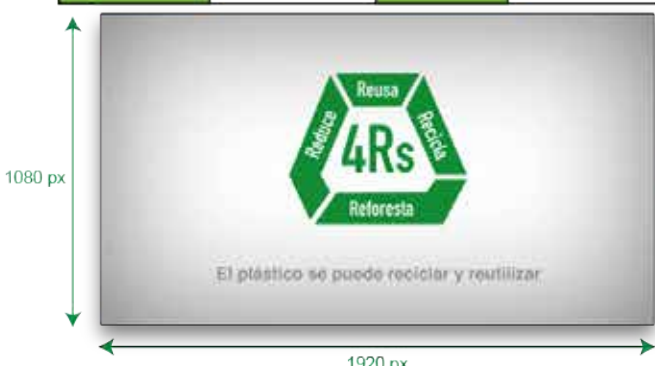 Reusa
Reduce
Recicla
4Rs
Reforesta
1080 px
El plástico se puede reciclar y reutilizar
1920 px